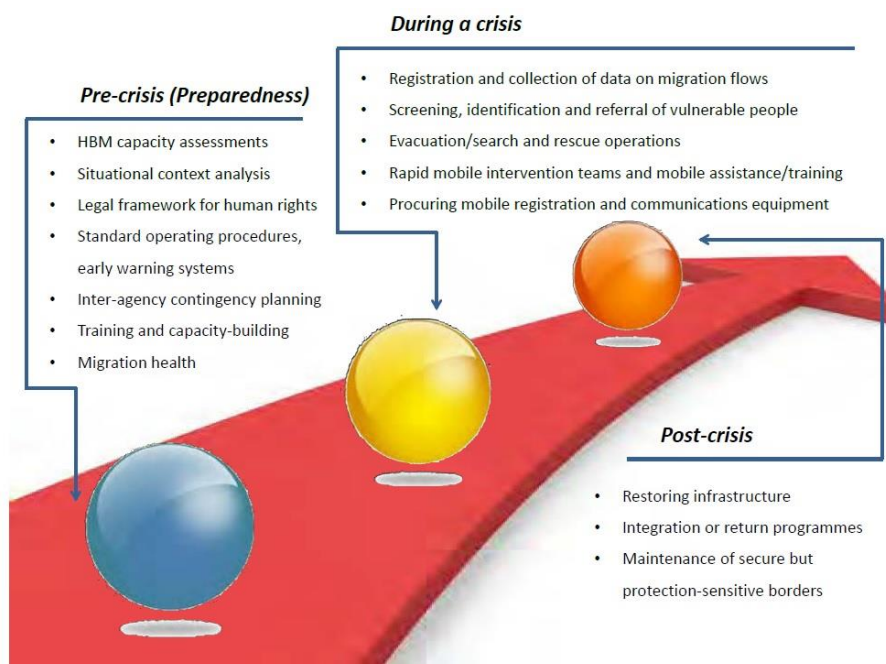 Pre-crisis (Preparedness)
• HBM capacity assessments
• Situational context analysis
• Legal framework for human rights
• Standard operating procedures,
early warning systems
• Inter-agency contingency planning
• Training and capacity-building
• Migration health
During a crisis
• Registration and collection of data on migration flows
• Screening, identification and referral of vulnerable people
• Evacuation/search and rescue operations
• Rapid mobile intervention teams and mobile assistance/training
• Procuring mobile registration and communications equipment
Post-crisis
• Restoring infrastructure
• Integration or return programmes
• Maintenance of secure but
protection-sensitive borders